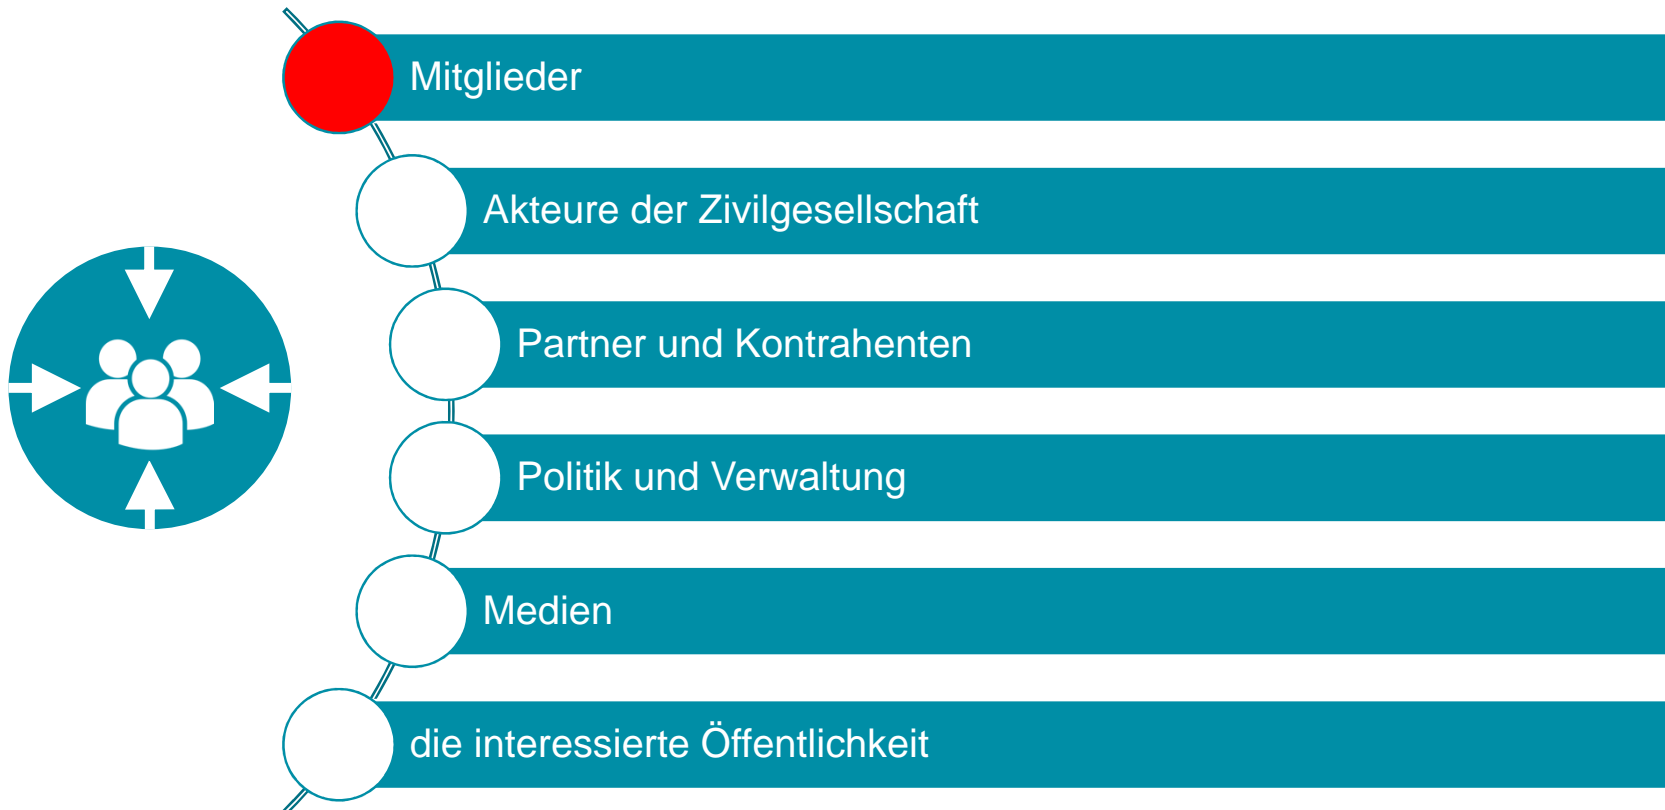 Mitglieder
Akteure der Zivilgesellschaft
Partner und Kontrahenten
Politik und Verwaltung
Medien
die interessierte Öffentlichkeit